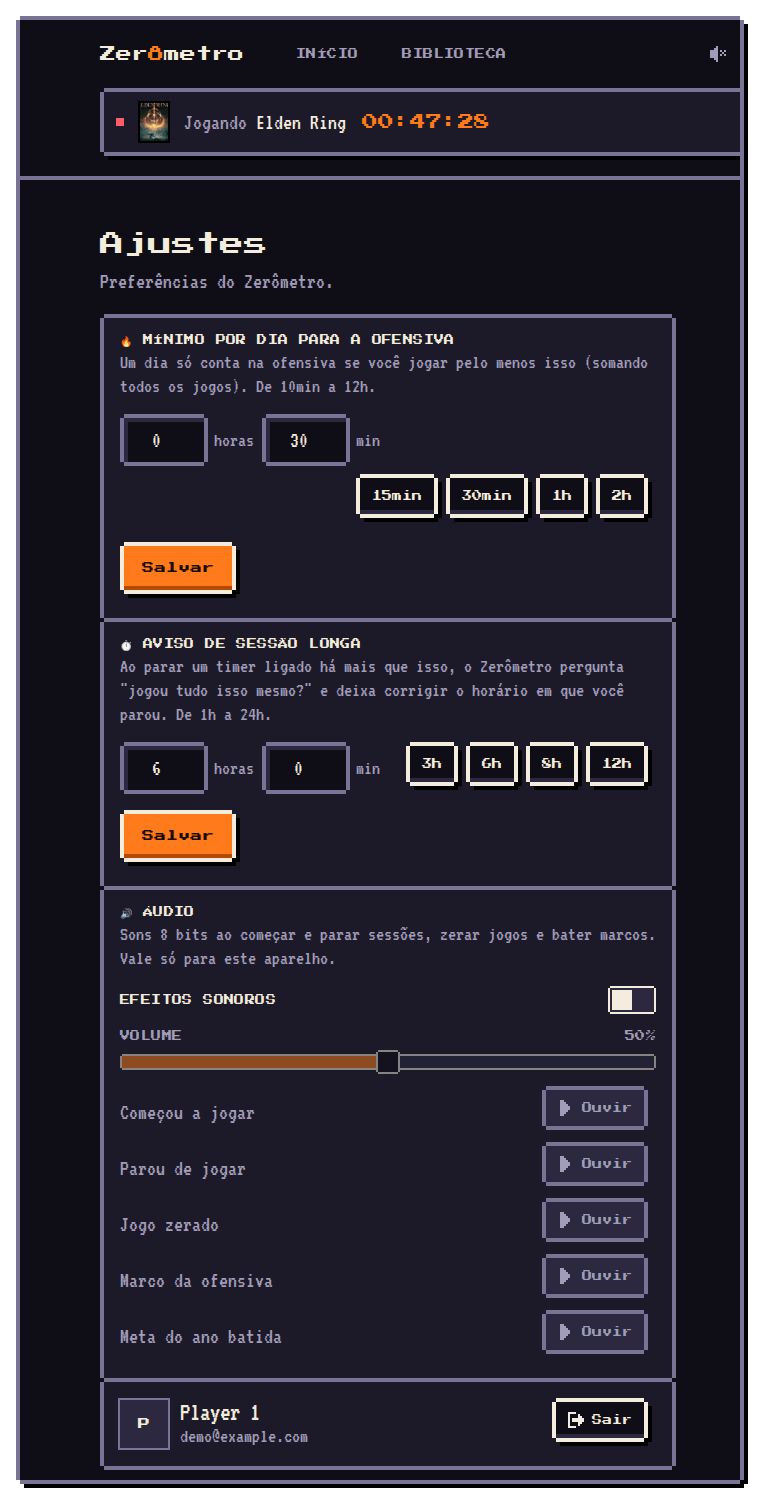 Zerômetro INÍCIO BIBLIOTECA
Jogando Elden Ring 00:47:28
Ajustes
Preferências do Zerômetro.
MÍNIMO POR DIA PARA A OFENSIVA
Um dia só conta na ofensiva se você jogar pelo menos isso (somando
todos os jogos). De 10min a 12h.
0 horas 30 min
15min 30min 1h 2h
Salvar
AVISO DE SESSÃO LONGA
Ao parar um timer ligado há mais que isso, o Zerômetro pergunta
"jogou tudo isso mesmo?" e deixa corrigir o horário em que você
parou. De 1h a 24h.
6 horas 0 min 3h 6h 8h 12h
Salvar
ÁUDIO
Sons 8 bits ao começar e parar sessões, zerar jogos e bater marcos.
Vale só para este aparelho.
EFEITOS SONOROS
VOLUME 50%
Começou a jogar Ouvir
Parou de jogar Ouvir
Jogo zerado Ouvir
Marco da ofensiva Ouvir
Meta do ano batida Ouvir
P Player 1 Sair
demo@example.com